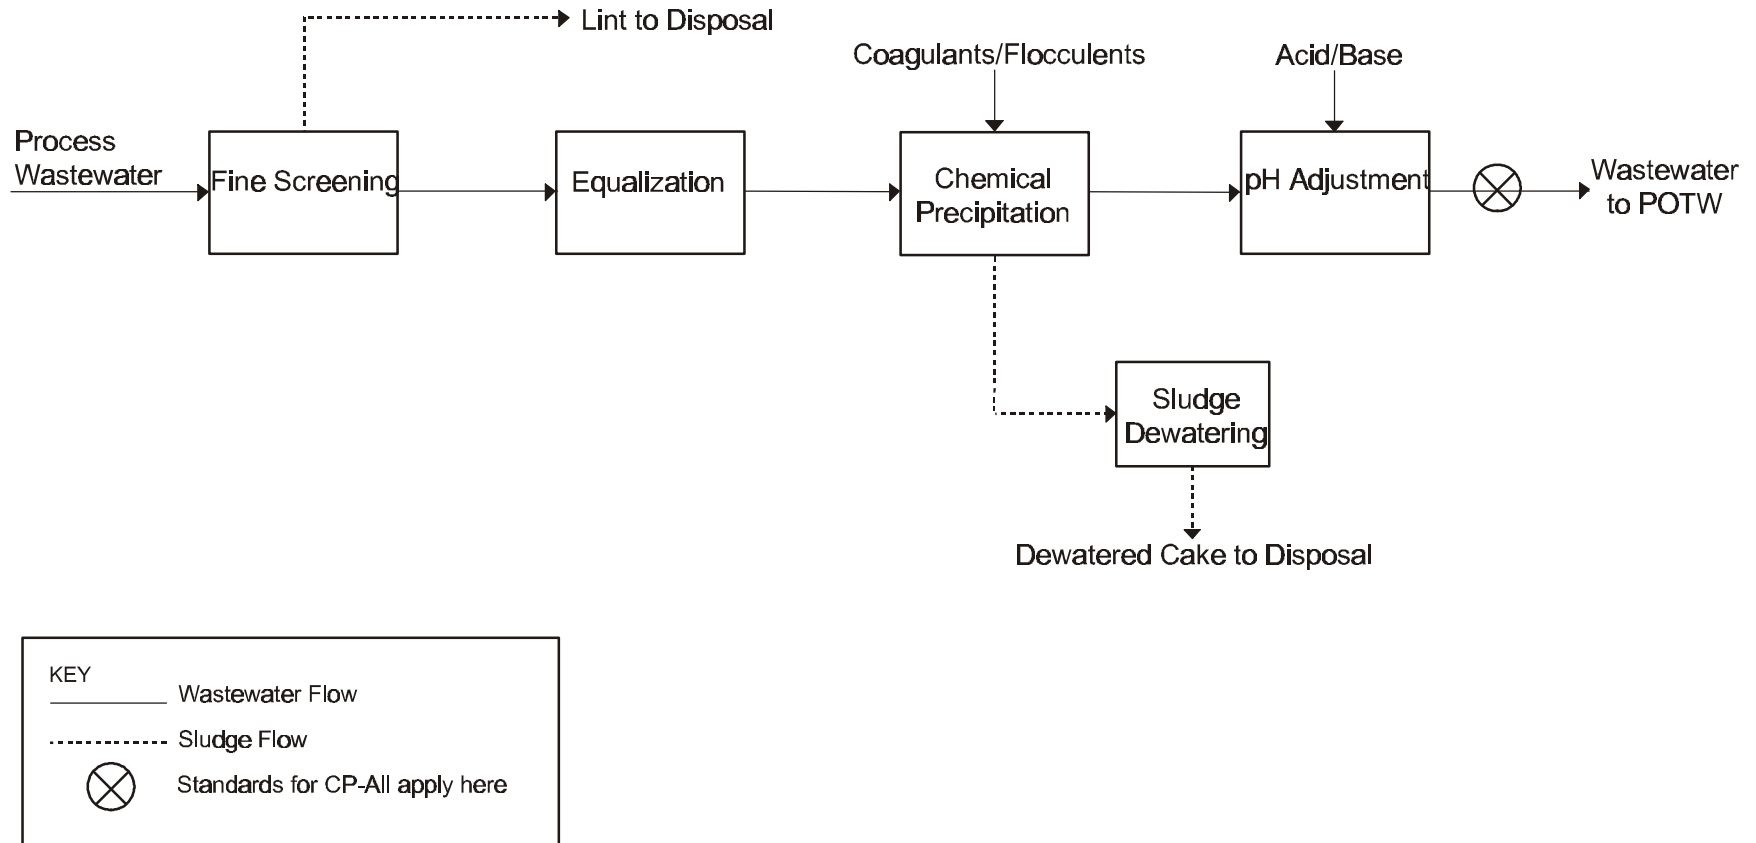 Lint to Disposal
Coagulants/Flocculents
Acid/Base
Process
Wastewater
Fine Screening
Equalization
Chemical
Precipitation
pH Adjustment
Wastewater
to POTW
Sludge
Dewatering
Dewatered Cake to Disposal
KEY
Wastewater Flow
Sludge Flow
Standards for CP-All apply here